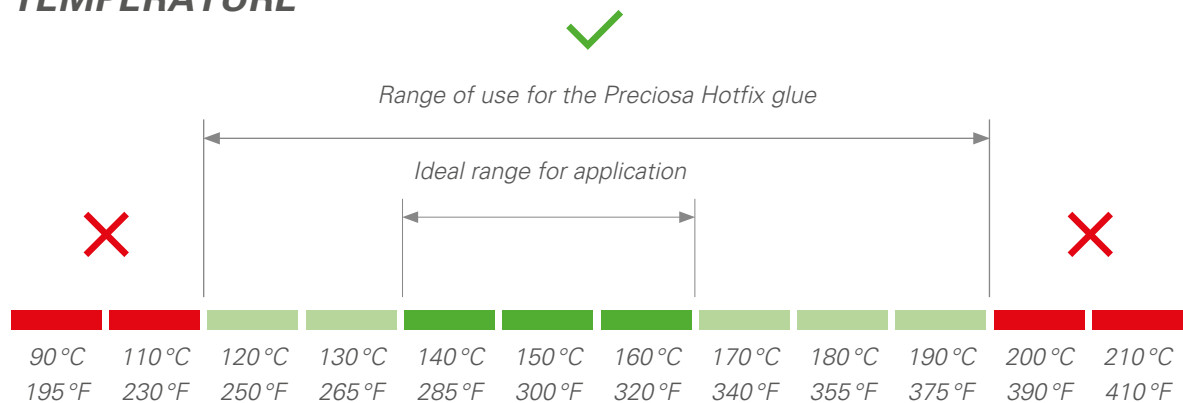 TEMPERATURE
Range of use for the Preciosa Hotfix glue
Ideal range for application
90 °C 110 °C 120 °C 130 °C 140 °C 150 °C 160 °C 170 °C 180 °C 190 °C 200 °C 210 °C
195 °F 230 °F 250 °F 265 °F 285 °F 300 °F 320 °F 340 °F 355 °F 375 °F 390 °F 410 °F